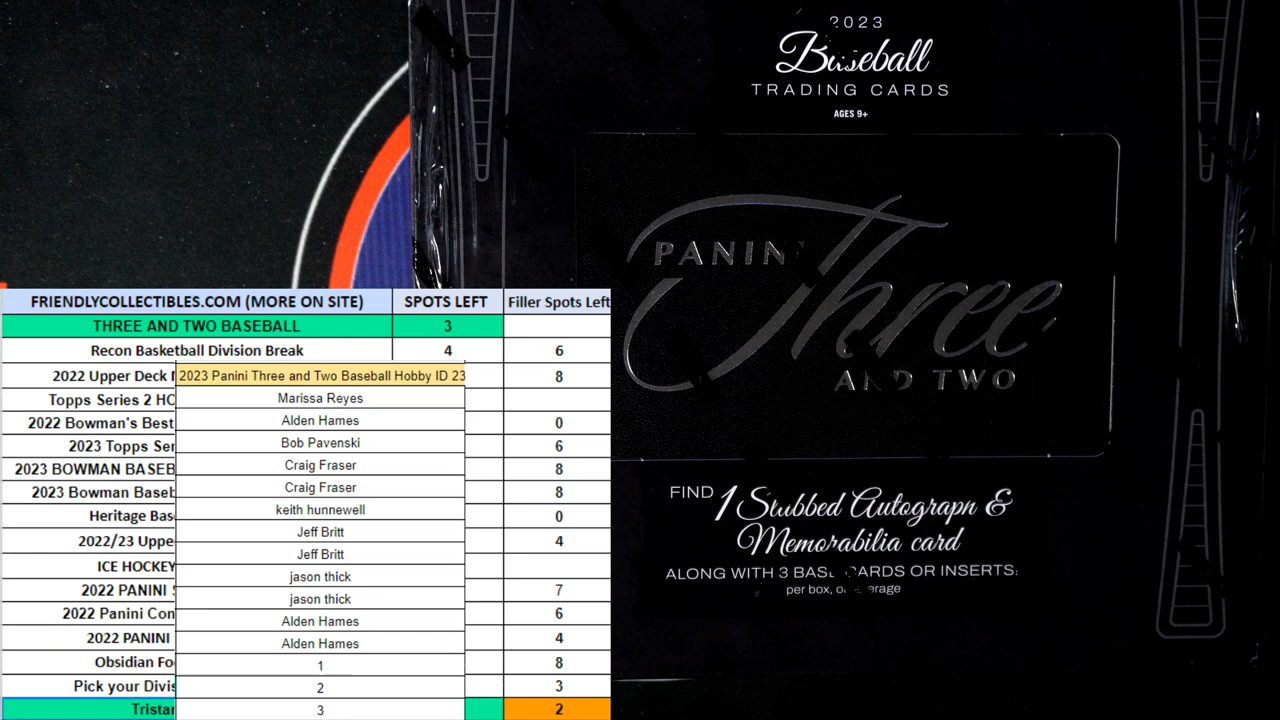 2023
Baseball
TRADING CARDS
AGES 9+
PANINI
Three
AND TWO
FIND 1 Slabbed Autograph &
Memorabilia card
ALONG WITH 3 BASE CARDS OR INSERTS.
per box, on average
FRIENDLYCOLLECTIBLES.COM (MORE ON SITE) SPOTS LEFT Filler Spots Left
THREE AND TWO BASEBALL 3
Recon Basketball Division Break 4 6
2022 Upper Deck 8
Topps Series 2 HO
2022 Bowman's Best 0
2023 Topps Ser 6
2023 BOWMAN BASEB 8
2023 Bowman Baseb 8
Heritage Bas 0
2022/23 Uppe 4
ICE HOCKEY
2022 PANINI 7
2022 Panini Con 6
2022 PANINI 4
Obsidian Fo 8
Pick your Divis 3
Tristar 2
2023 Panini Three and Two Baseball Hobby ID 23
Marissa Reyes
Alden Hames
Bob Pavenski
Craig Fraser
Craig Fraser
keith hunnewell
Jeff Britt
Jeff Britt
jason thick
jason thick
Alden Hames
Alden Hames
1
2
3